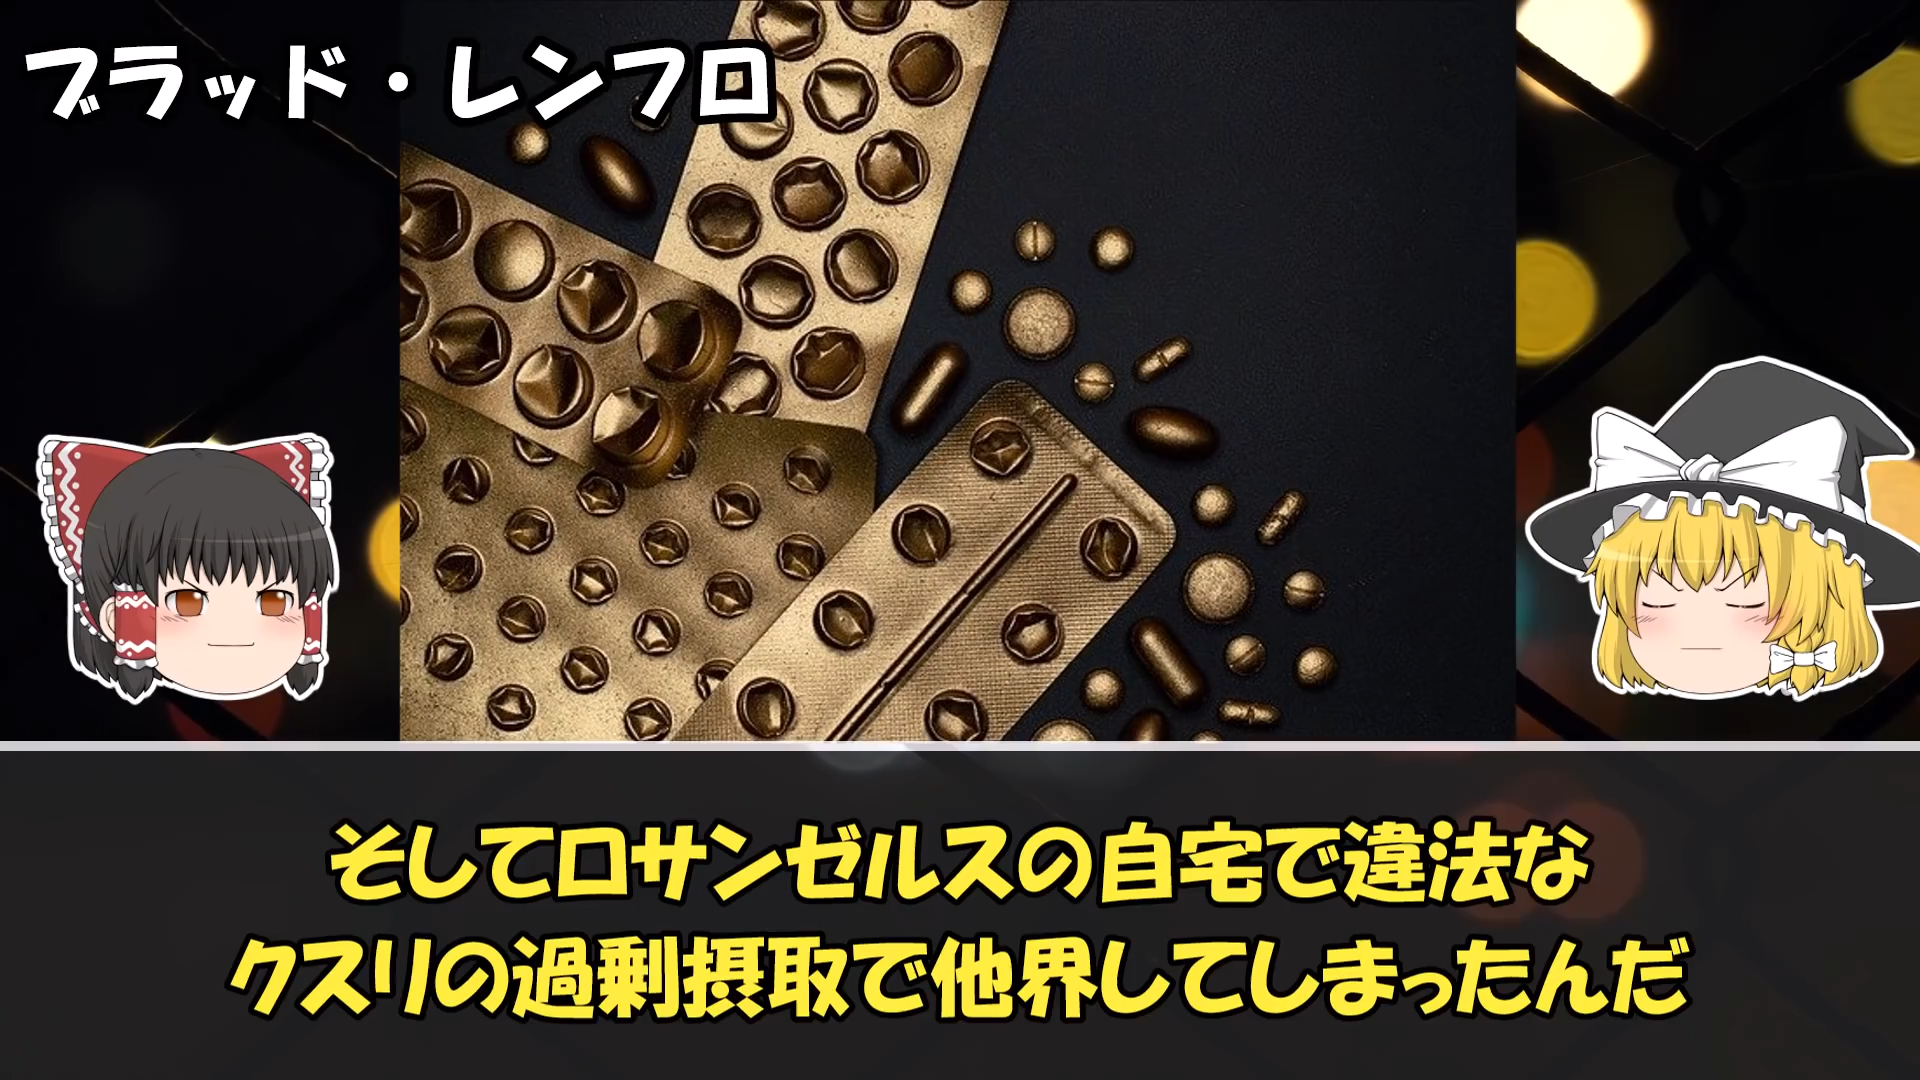 ブラッド・レンフロ
そしてロサンゼルスの自宅で違法な
クスリの過剰摂取で他界してしまったんだ